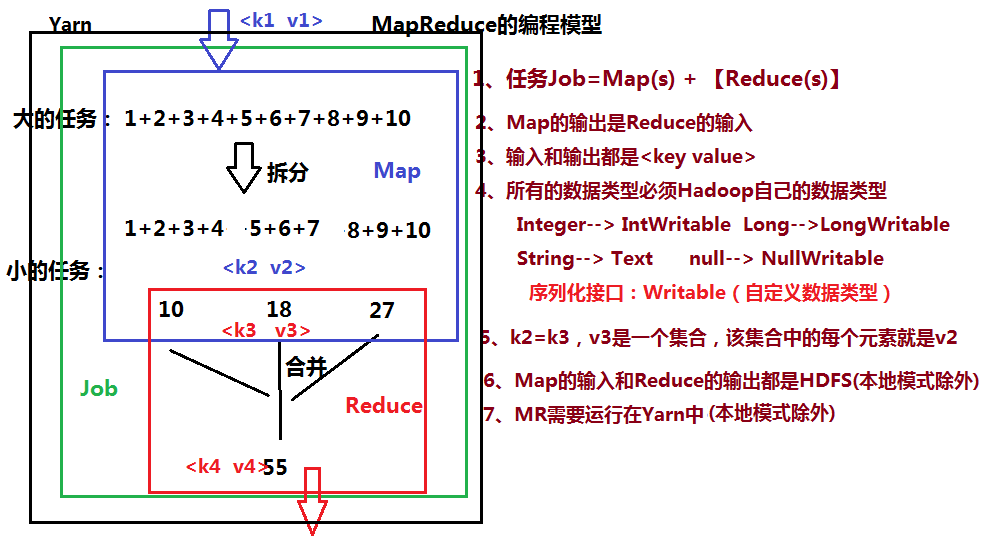 Yarn
<k1 v1>
MapReduce的编程模型
大的任务：
1+2+3+4+5+6+7+8+9+10
拆分
Map
1+2+3+4
5+6+7
8+9+10
小的任务：
<k2 v2>
10
18
27
<k3 v3>
合并
Job
Reduce
<k4 v4>
55
1、任务Job=Map(s) + 【Reduce(s)】
2、Map的输出是Reduce的输入
3、输入和输出都是<key value>
4、所有的数据类型必须Hadoop自己的数据类型
Integer--> IntWritable Long-->LongWritable
String--> Text null--> NullWritable
序列化接口：Writable（自定义数据类型）
5、k2=k3，v3是一个集合，该集合中的每个元素就是v2
6、Map的输入和Reduce的输出都是HDFS(本地模式除外)
7、MR需要运行在Yarn中(本地模式除外)